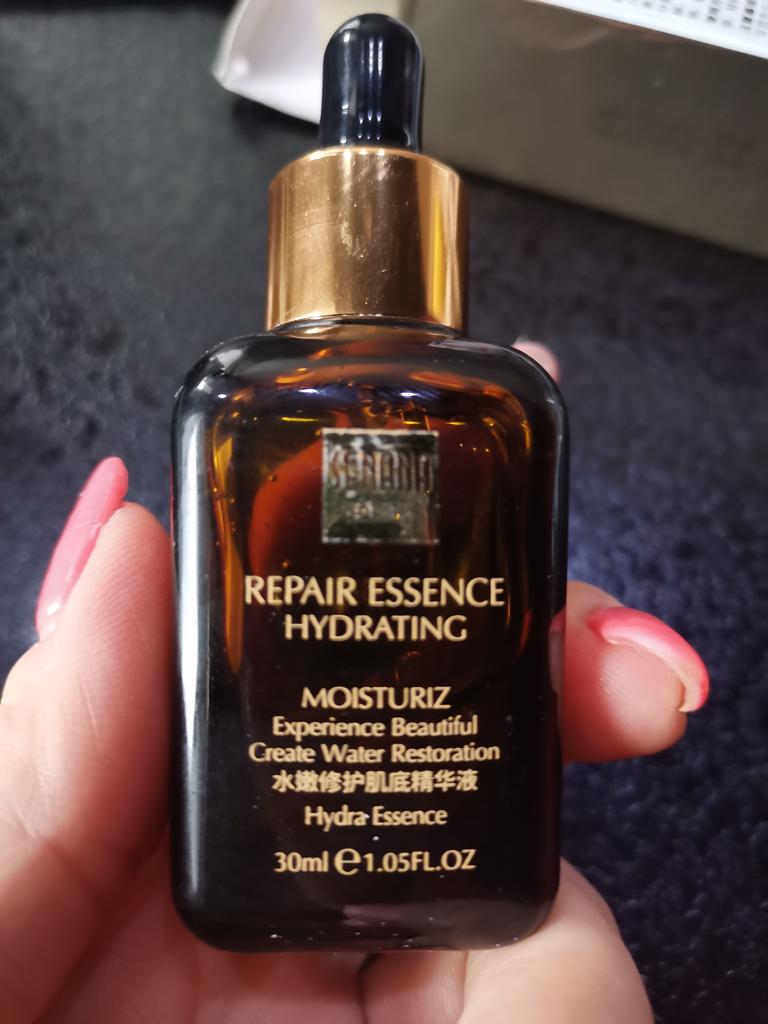 SENANA
REPAIR ESSENCE
HYDRATING
MOISTURIZ
Experience Beautiful
Create Water Restoration
水嫩修护肌底精华液
Hydra Essence
30ml ℮ 1.05FL.OZ